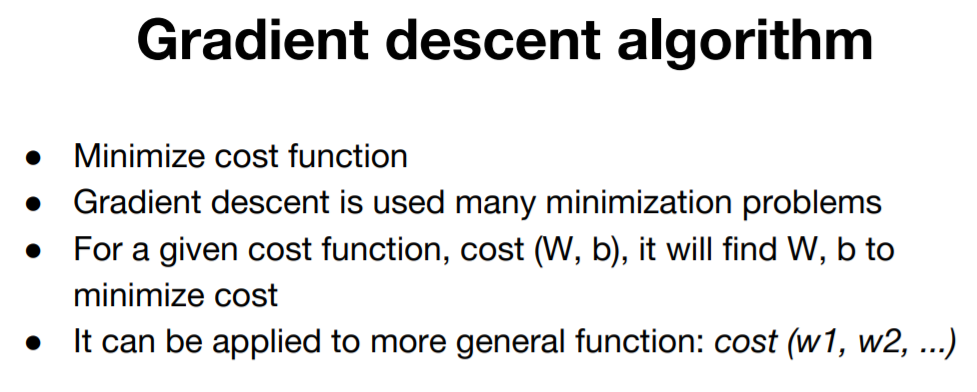 Gradient descent algorithm
● Minimize cost function
● Gradient descent is used many minimization problems
● For a given cost function, cost (W, b), it will find W, b to
minimize cost
● It can be applied to more general function: cost (w1, w2, ...)